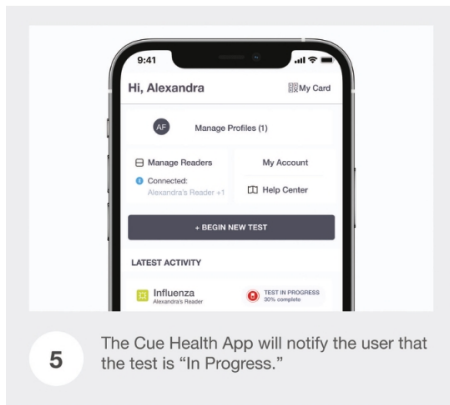 9:41
Hi, Alexandra
My Card
AF
Manage Profiles (1)
Manage Readers
My Account
Connected:
Alexandra's Reader +1
Help Center
+ BEGIN NEW TEST
LATEST ACTIVITY
Influenza
Alexandra's Reader
TEST IN PROGRESS
20% complete
5
The Cue Health App will notify the user that
the test is “In Progress.”